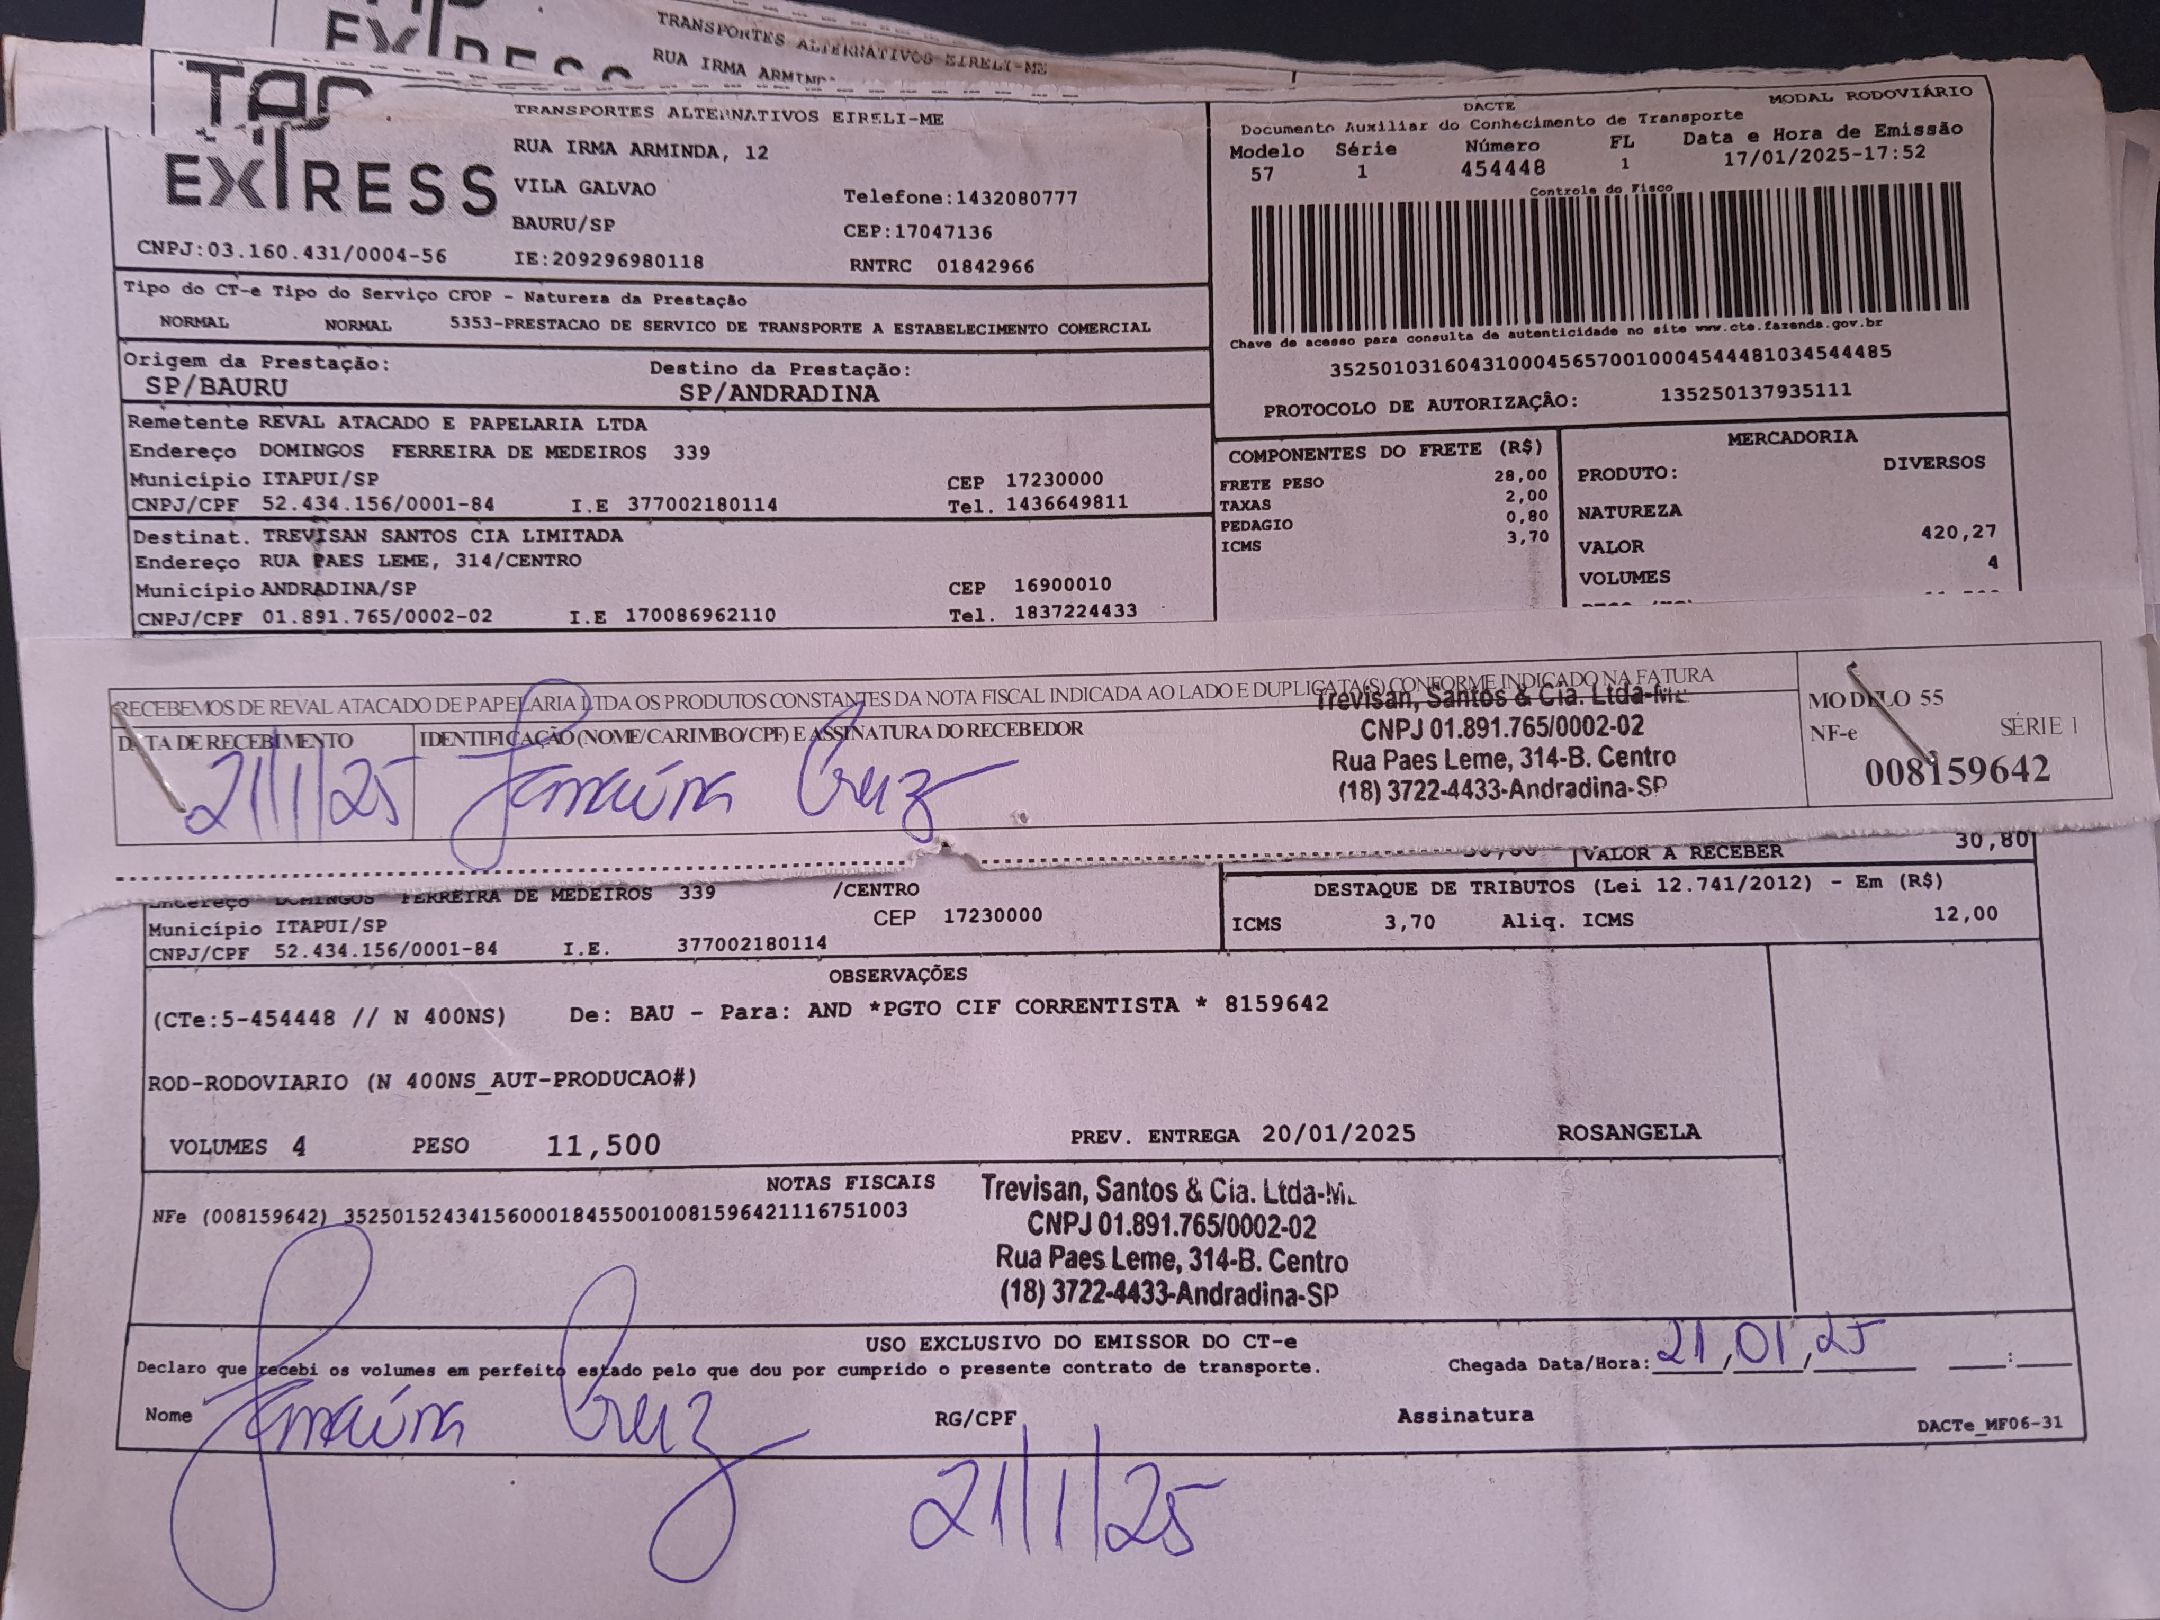 TRANSPORTES ALTERNATIVOS EIRELI-ME
RUA IRMA
TAC
EXPRESS
TRANSPORTES ALTERNATIVOS EIRELI-ME
RUA IRMA ARMINDA, 12
VILA GALVAO Telefone:1432080777
BAURU/SP CEP:17047136
CNPJ:03.160.431/0004-56 IE:209296980118 RNTRC 01842966
DACTE MODAL RODOVIÁRIO
Documento Auxiliar do Conhecimento de Transporte
Modelo Série Número FL Data e Hora de Emissão
57 1 454448 1 17/01/2025-17:52
Controle do Fisco
Chave de acesso para consulta de autenticidade no site www.cte.fazenda.gov.br
35250103160431000456570010004544481034544485
PROTOCOLO DE AUTORIZAÇÃO: 135250137935111
Tipo do CT-e Tipo do Serviço CFOP - Natureza da Prestação
NORMAL NORMAL 5353-PRESTACAO DE SERVICO DE TRANSPORTE A ESTABELECIMENTO COMERCIAL
Origem da Prestação: Destino da Prestação:
SP/BAURU SP/ANDRADINA
Remetente REVAL ATACADO E PAPELARIA LTDA
Endereço DOMINGOS FERREIRA DE MEDEIROS 339
Município ITAPUI/SP CEP 17230000
CNPJ/CPF 52.434.156/0001-84 I.E 377002180114 Tel. 1436649811
Destinat. TREVISAN SANTOS CIA LIMITADA
Endereço RUA PAES LEME, 314/CENTRO
Município ANDRADINA/SP CEP 16900010
CNPJ/CPF 01.891.765/0002-02 I.E 170086962110 Tel. 1837224433
COMPONENTES DO FRETE (R$)
FRETE PESO 28,00
TAXAS 2,00
PEDAGIO 0,80
ICMS 3,70
MERCADORIA
PRODUTO: DIVERSOS
NATUREZA
VALOR 420,27
VOLUMES 4
RECEBEMOS DE REVAL ATACADO DE PAPELARIA LTDA OS PRODUTOS CONSTANTES DA NOTA FISCAL INDICADA AO LADO E DUPLICATA(S) CONFORME INDICADO NA FATURA
DATA DE RECEBIMENTO IDENTIFICAÇÃO (NOME/CARIMBO/CPF) E ASSINATURA DO RECEBEDOR
21/1/25 Janaína Cruz
Trevisan, Santos & Cia. Ltda-ME
CNPJ 01.891.765/0002-02
Rua Paes Leme, 314-B. Centro
(18) 3722-4433-Andradina-SP
MODELO 55
NF-e SÉRIE 1
008159642
VALOR A RECEBER 30,80
Endereço DOMINGOS FERREIRA DE MEDEIROS 339 /CENTRO
Município ITAPUI/SP CEP 17230000
CNPJ/CPF 52.434.156/0001-84 I.E. 377002180114
DESTAQUE DE TRIBUTOS (Lei 12.741/2012) - Em (R$)
ICMS 3,70 Aliq. ICMS 12,00
OBSERVAÇÕES
(CTe:5-454448 // N 400NS) De: BAU - Para: AND *PGTO CIF CORRENTISTA * 8159642
ROD-RODOVIARIO (N 400NS_AUT-PRODUCAO#)
VOLUMES 4 PESO 11,500 PREV. ENTREGA 20/01/2025 ROSANGELA
NOTAS FISCAIS
NFe (008159642) 35250152434156000184550010081596421116751003
Trevisan, Santos & Cia. Ltda-ME
CNPJ 01.891.765/0002-02
Rua Paes Leme, 314-B. Centro
(18) 3722-4433-Andradina-SP
USO EXCLUSIVO DO EMISSOR DO CT-e
Declaro que recebi os volumes em perfeito estado pelo que dou por cumprido o presente contrato de transporte. Chegada Data/Hora: 21/01/25 __:__
Nome Janaína Cruz RG/CPF Assinatura
DACTe_MF06-31
21/1/25